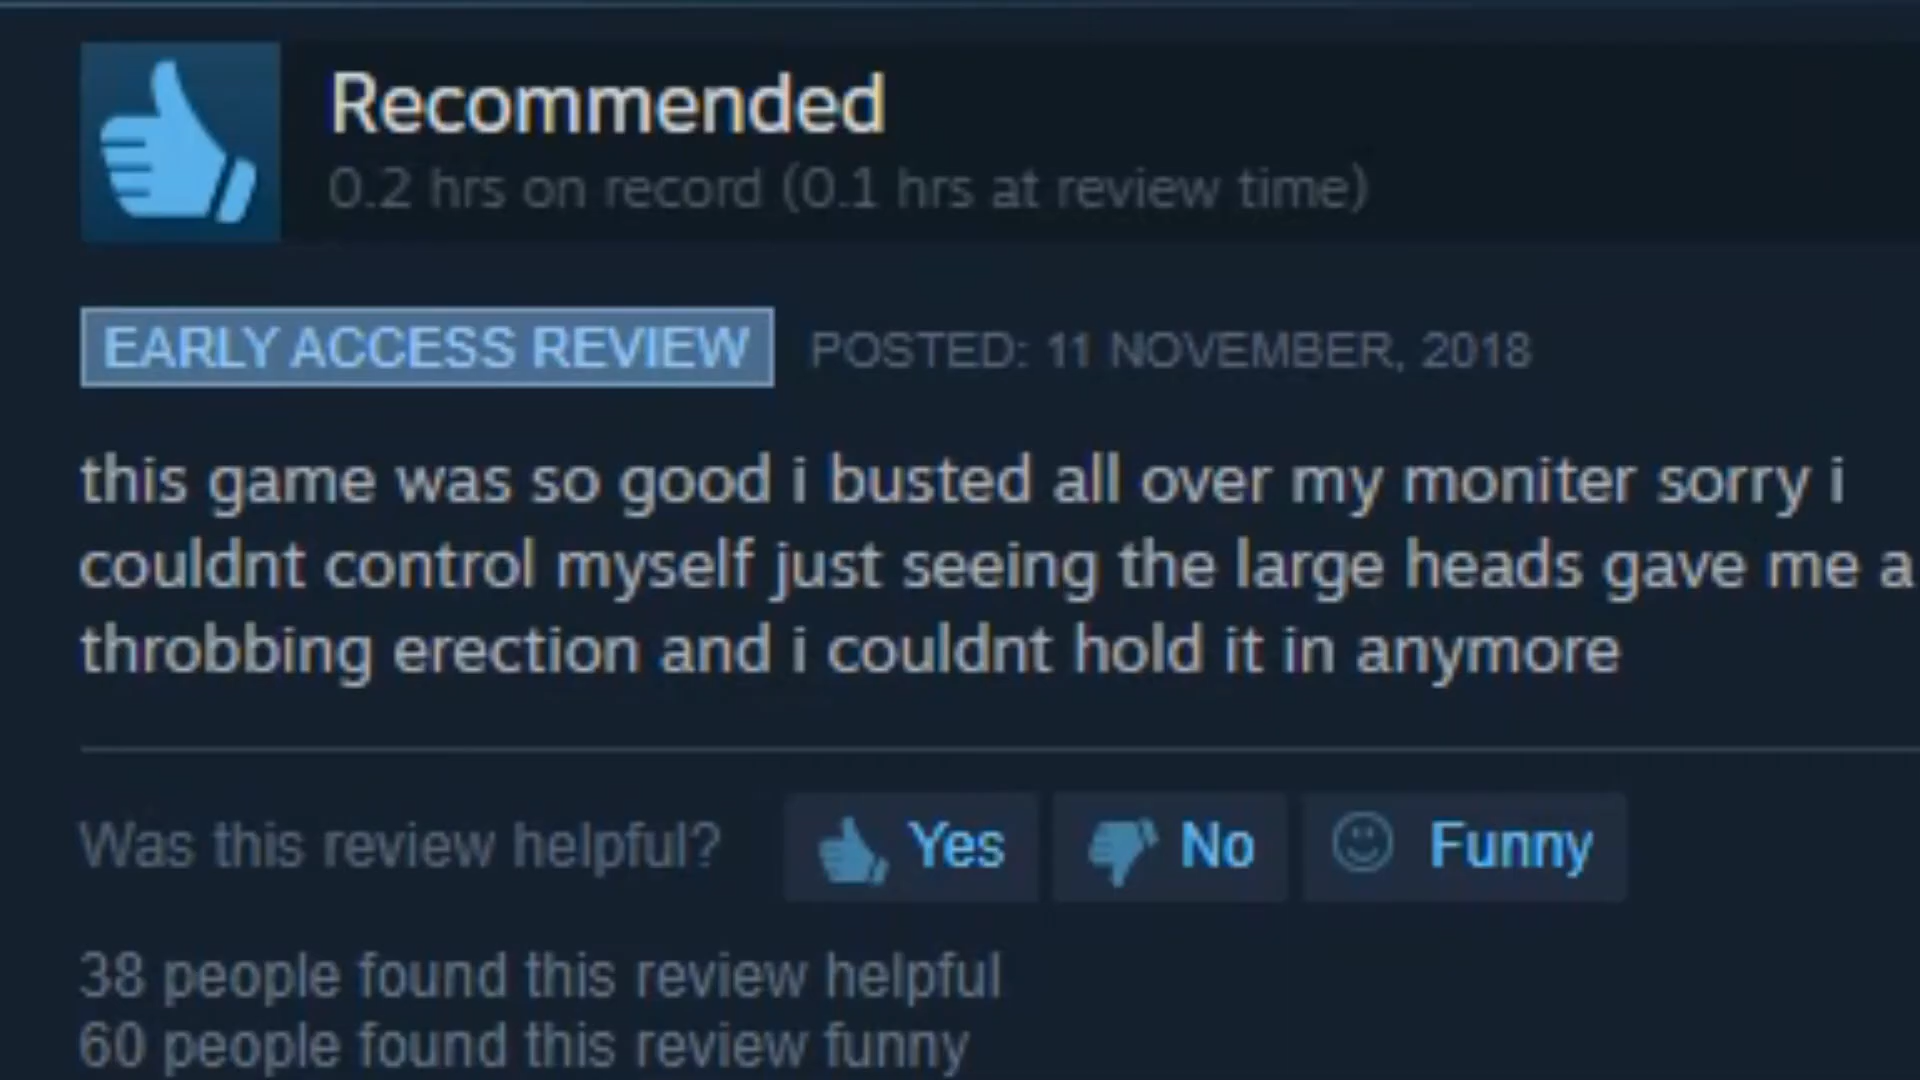 Recommended
0.2 hrs on record (0.1 hrs at review time)
EARLY ACCESS REVIEW POSTED: 11 NOVEMBER, 2018
this game was so good i busted all over my moniter sorry i
couldnt control myself just seeing the large heads gave me a
throbbing erection and i couldnt hold it in anymore
Was this review helpful? Yes No Funny
38 people found this review helpful
60 people found this review funny